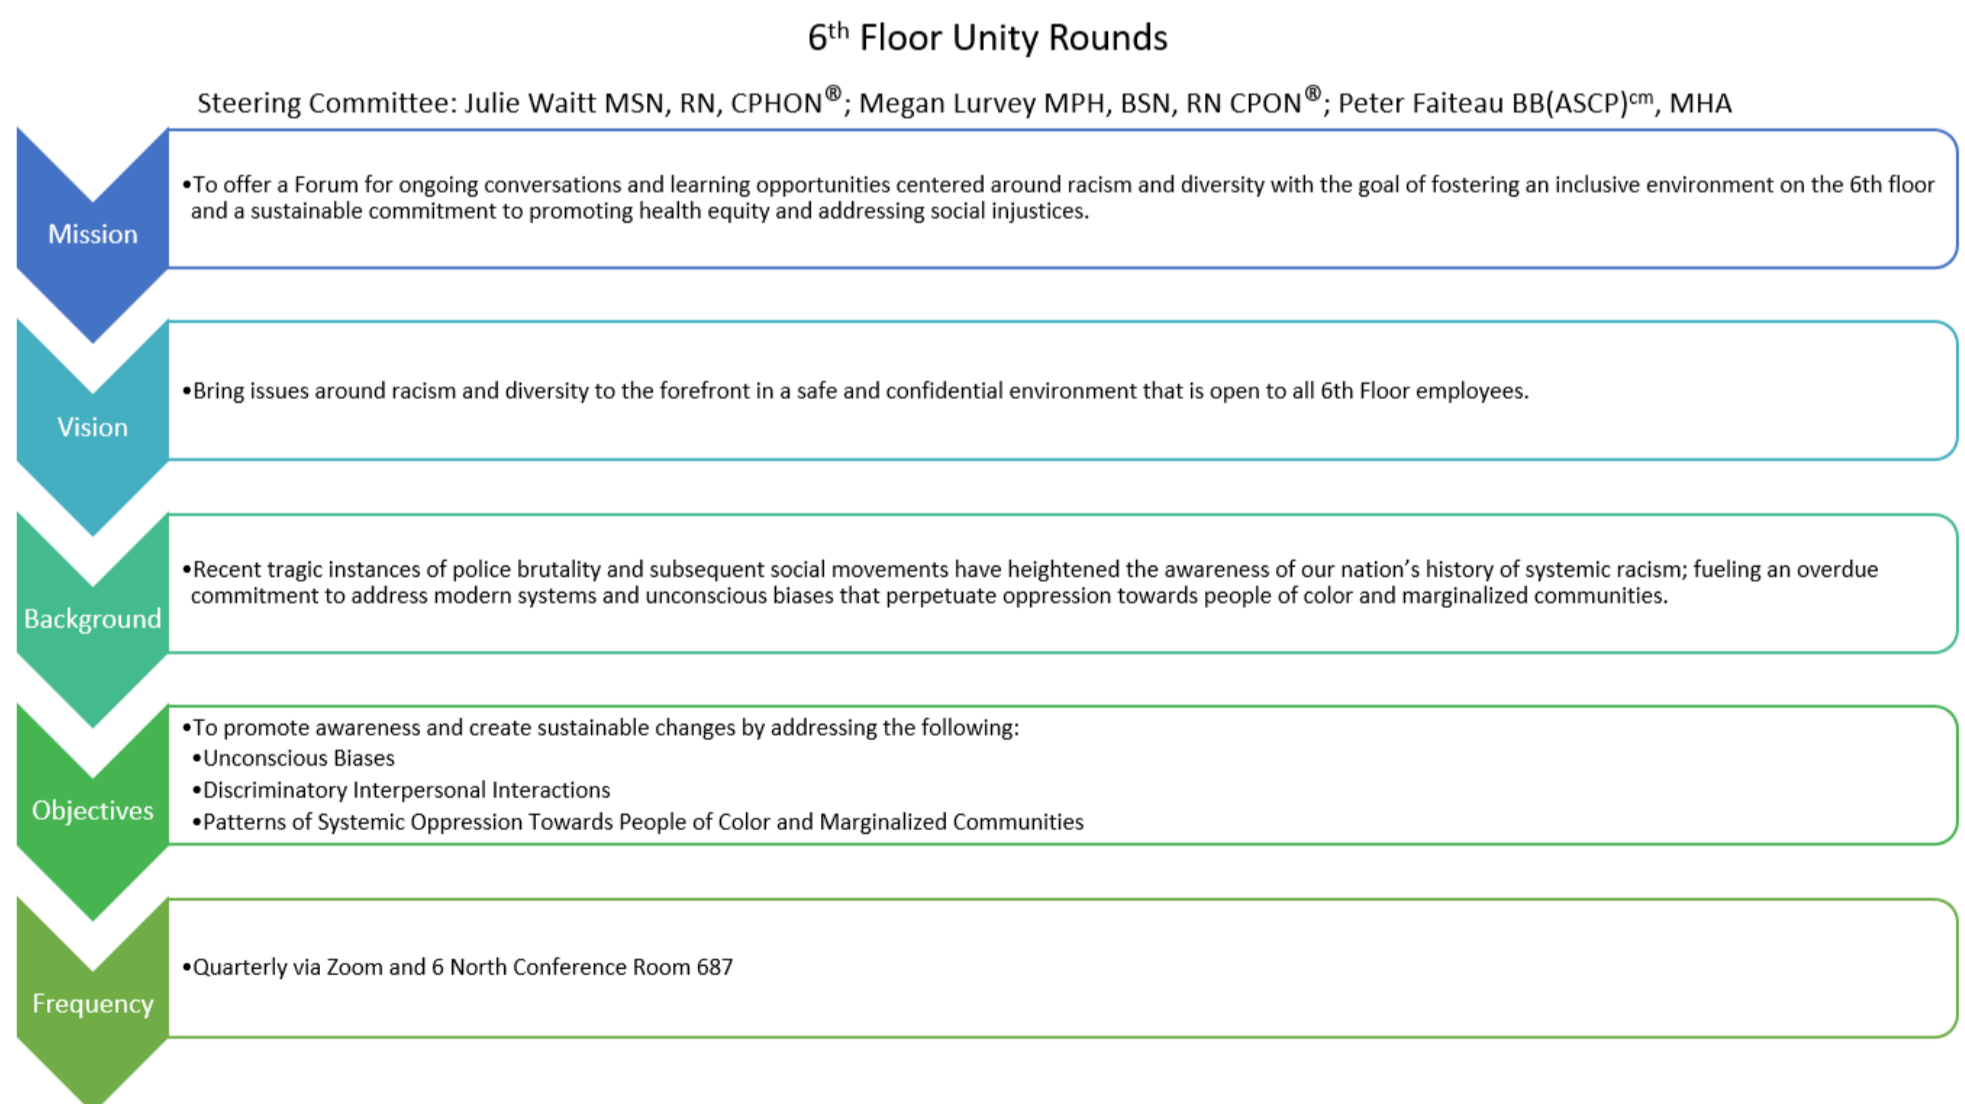 6th Floor Unity Rounds
Steering Committee: Julie Waitt MSN, RN, CPHON®; Megan Lurvey MPH, BSN, RN CPON®; Peter Faiteau BB(ASCP)cm, MHA
Mission
•To offer a Forum for ongoing conversations and learning opportunities centered around racism and diversity with the goal of fostering an inclusive environment on the 6th floor
and a sustainable commitment to promoting health equity and addressing social injustices.
Vision
•Bring issues around racism and diversity to the forefront in a safe and confidential environment that is open to all 6th Floor employees.
Background
•Recent tragic instances of police brutality and subsequent social movements have heightened the awareness of our nation’s history of systemic racism; fueling an overdue
commitment to address modern systems and unconscious biases that perpetuate oppression towards people of color and marginalized communities.
Objectives
•To promote awareness and create sustainable changes by addressing the following:
•Unconscious Biases
•Discriminatory Interpersonal Interactions
•Patterns of Systemic Oppression Towards People of Color and Marginalized Communities
Frequency
•Quarterly via Zoom and 6 North Conference Room 687